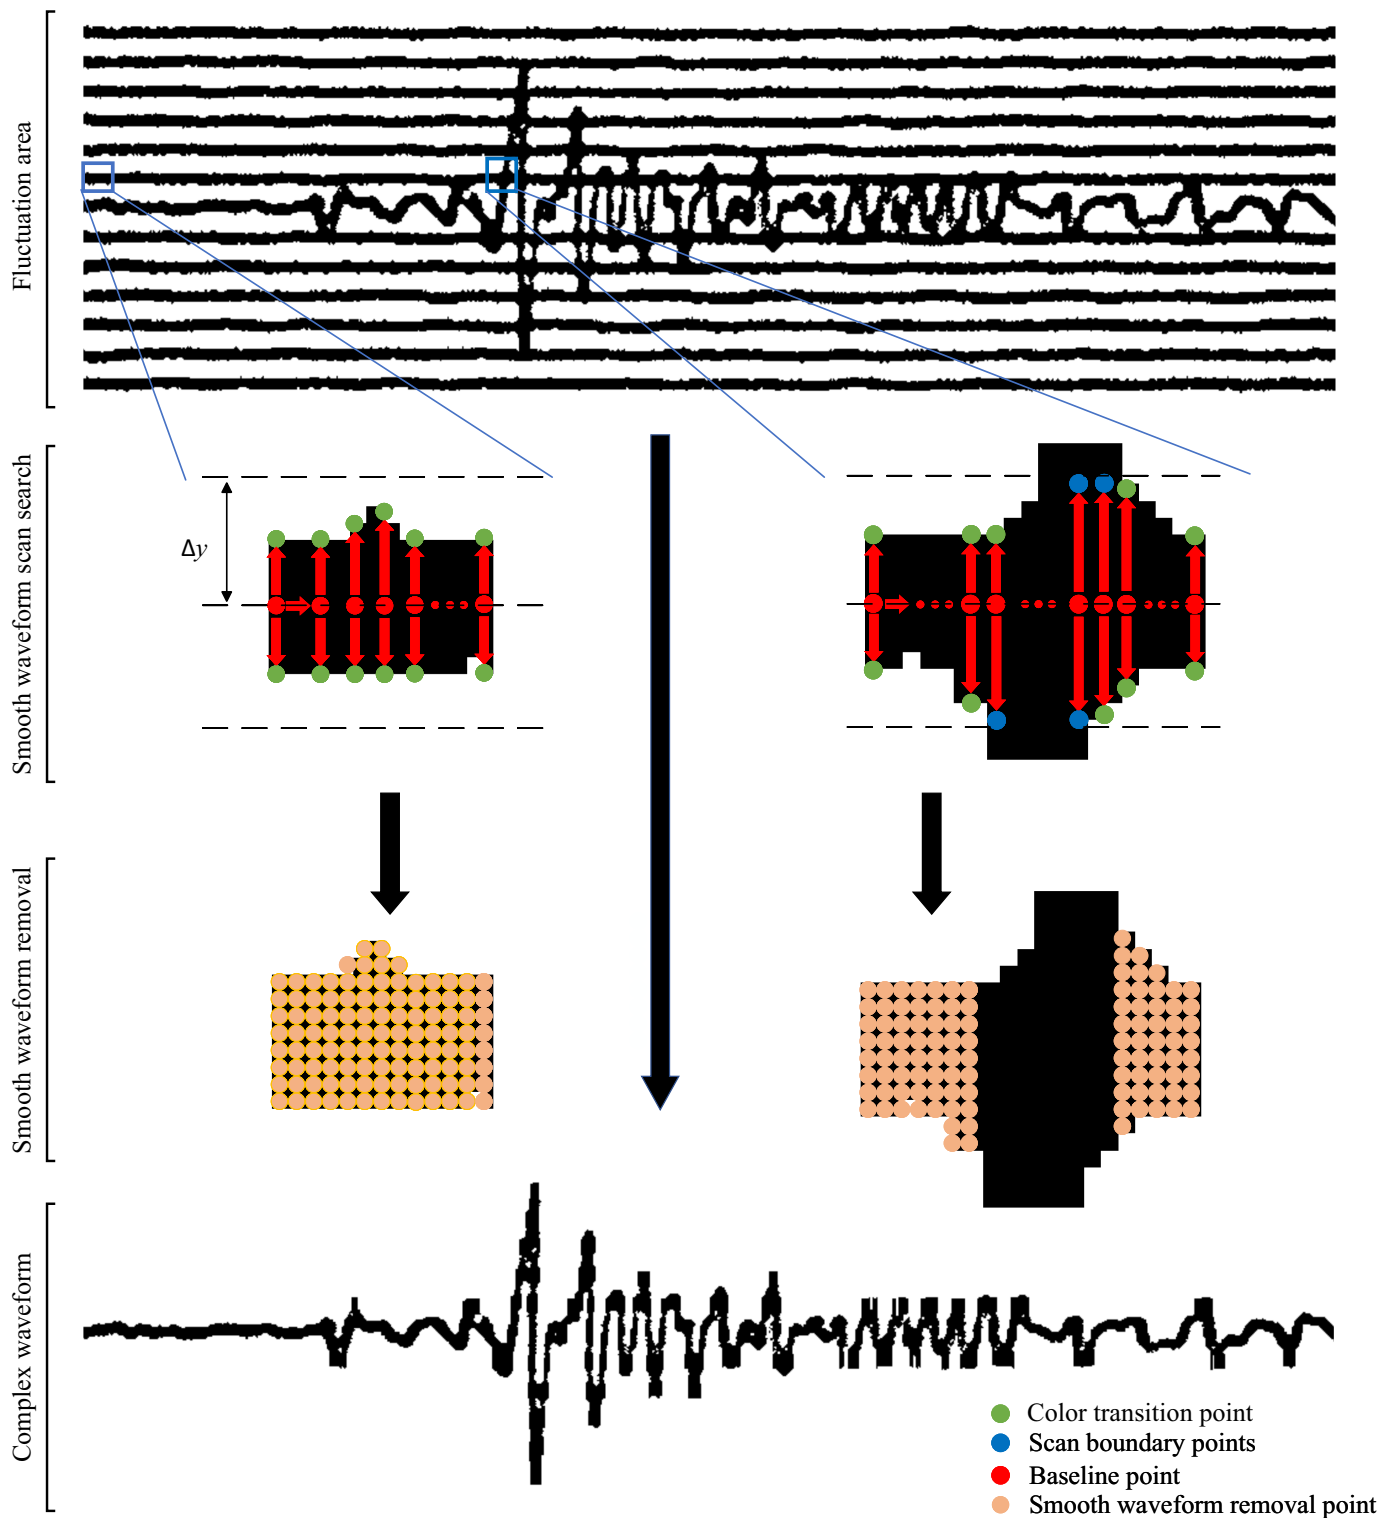 Fluctuation area
Smooth waveform scan search
Δy
Smooth waveform removal
Complex waveform
Color transition point
Scan boundary points
Baseline point
Smooth waveform removal point